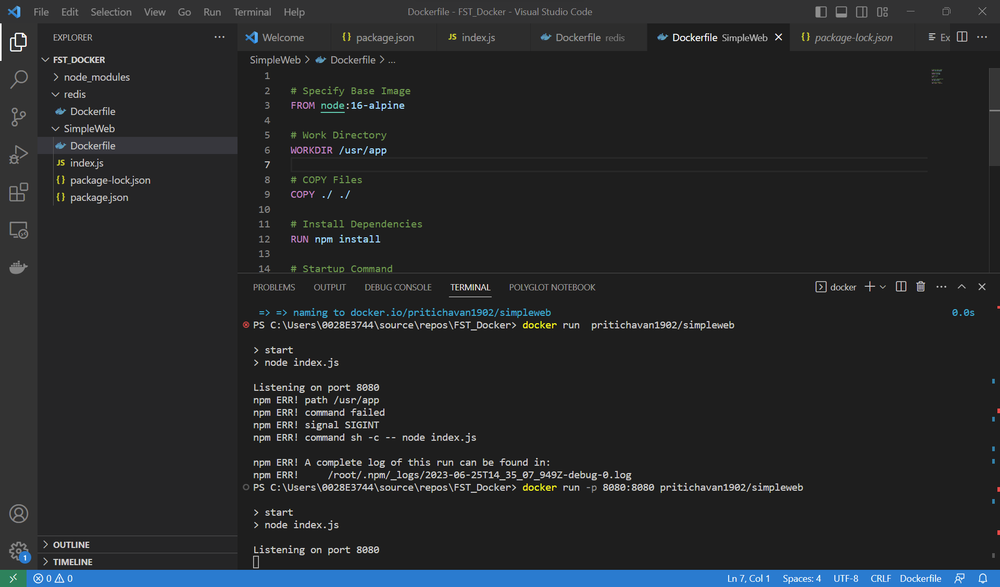 File Edit Selection View Go Run Terminal Help Dockerfile - FST_Docker - Visual Studio Code
EXPLORER
FST_DOCKER
node_modules
redis
Dockerfile
SimpleWeb
Dockerfile
JS index.js
{} package-lock.json
{} package.json
OUTLINE
TIMELINE
1
Welcome {} package.json JS index.js Dockerfile redis Dockerfile SimpleWeb {} package-lock.json Ex
SimpleWeb > Dockerfile > ...
1
2 # Specify Base Image
3 FROM node:16-alpine
4
5 # Work Directory
6 WORKDIR /usr/app
7
8 # COPY Files
9 COPY ./ ./
10
11 # Install Dependencies
12 RUN npm install
13
14 # Startup Command
PROBLEMS OUTPUT DEBUG CONSOLE TERMINAL POLYGLOT NOTEBOOK docker
=> => naming to docker.io/pritichavan1902/simpleweb 0.0s
PS C:\Users\0028E3744\source\repos\FST_Docker> docker run  pritichavan1902/simpleweb
> start
> node index.js
Listening on port 8080
npm ERR! path /usr/app
npm ERR! command failed
npm ERR! signal SIGINT
npm ERR! command sh -c -- node index.js
npm ERR! A complete log of this run can be found in:
npm ERR!     /root/.npm/_logs/2023-06-25T14_35_07_949Z-debug-0.log
PS C:\Users\0028E3744\source\repos\FST_Docker> docker run -p 8080:8080 pritichavan1902/simpleweb
> start
> node index.js
Listening on port 8080
0 0 Ln 7, Col 1 Spaces: 4 UTF-8 CRLF Dockerfile